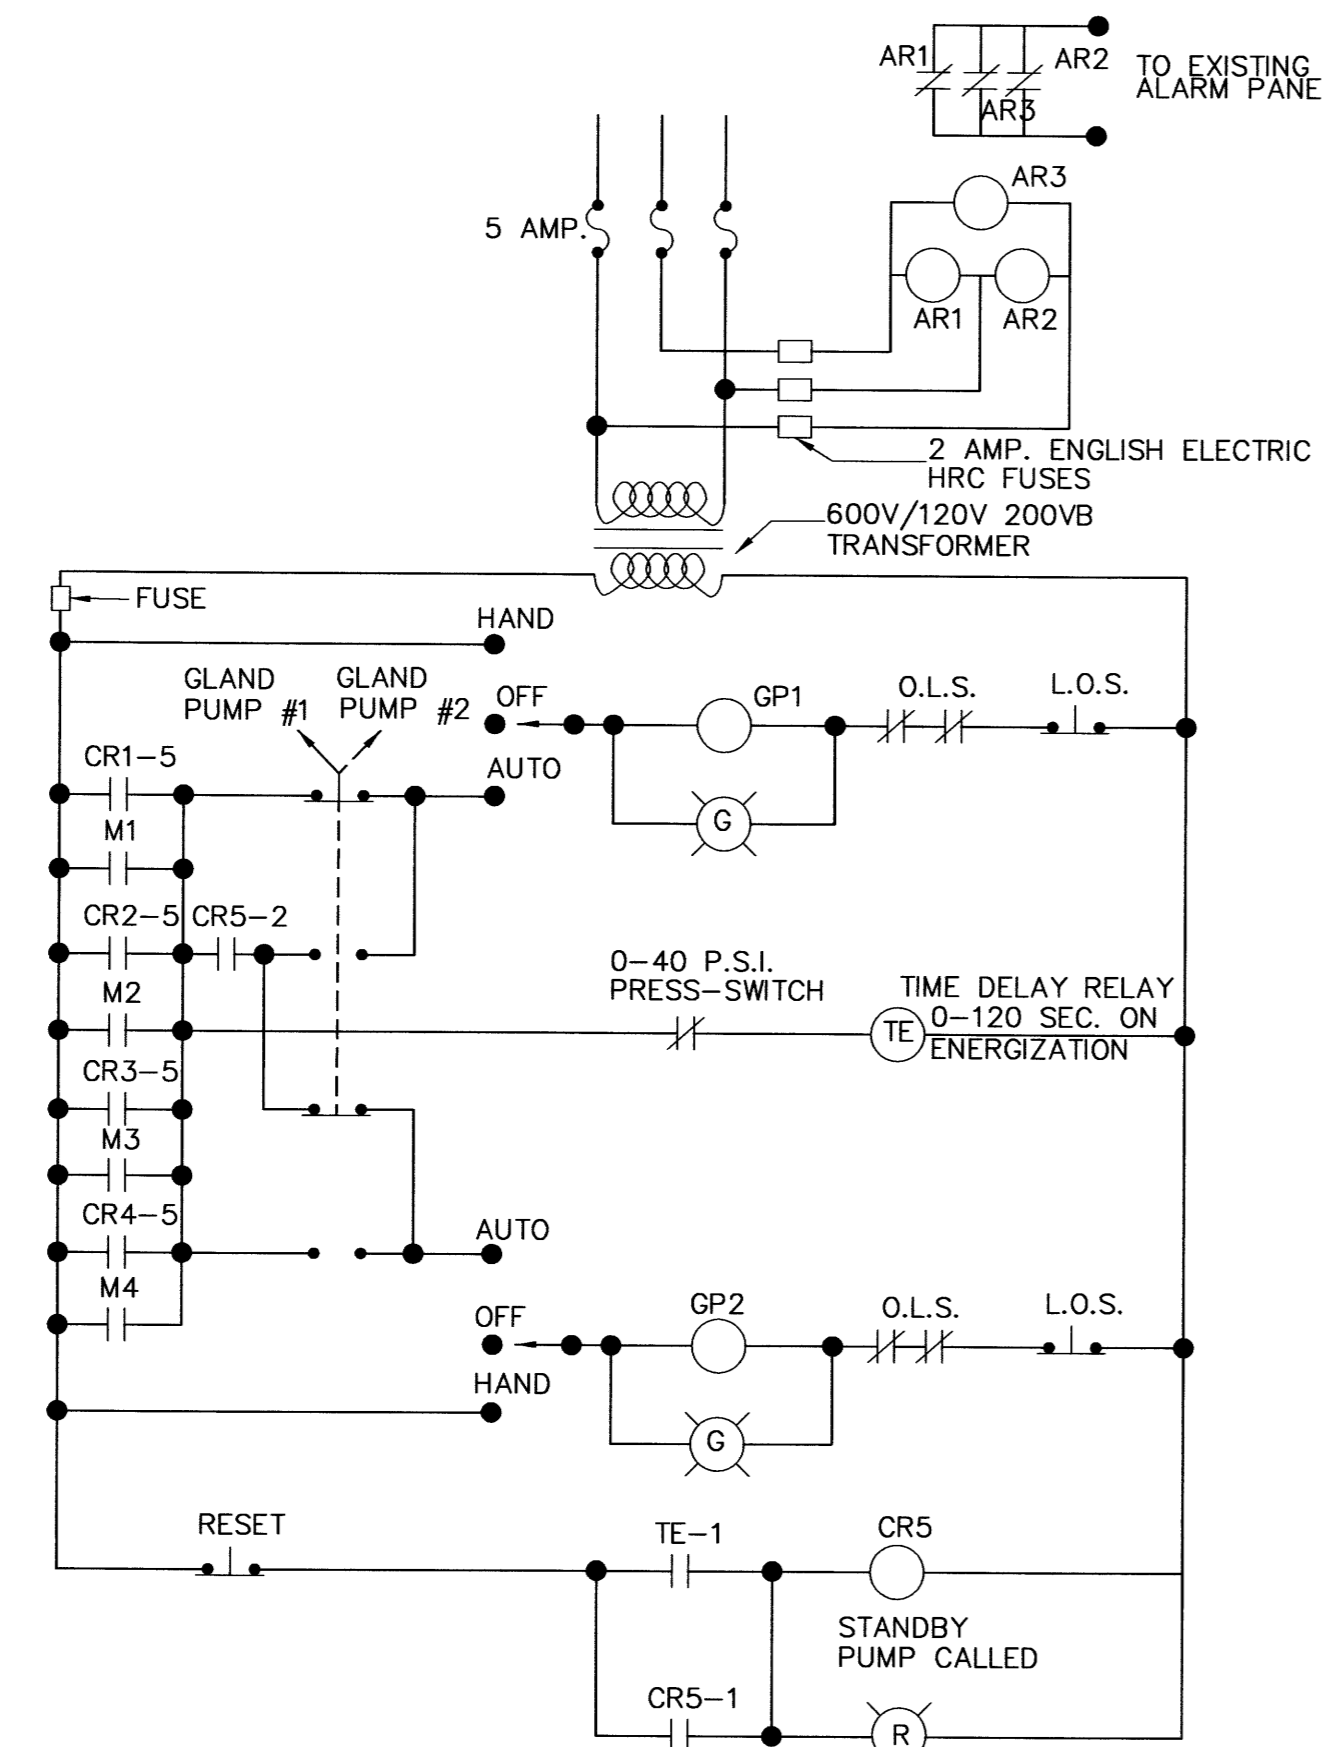 AR1
AR2
AR3
TO EXISTING
ALARM PANE
AR3
5 AMP.
AR1
AR2
2 AMP. ENGLISH ELECTRIC
HRC FUSES
600V/120V 200VB
TRANSFORMER
FUSE
HAND
GLAND
PUMP #1
GLAND
PUMP #2
OFF
GP1
O.L.S.
L.O.S.
CR1-5
AUTO
M1
G
CR2-5
CR5-2
0-40 P.S.I.
PRESS-SWITCH
M2
TIME DELAY RELAY
0-120 SEC. ON
ENERGIZATION
TE
CR3-5
M3
CR4-5
AUTO
M4
OFF
GP2
O.L.S.
L.O.S.
HAND
G
RESET
TE-1
CR5
STANDBY
PUMP CALLED
CR5-1
R